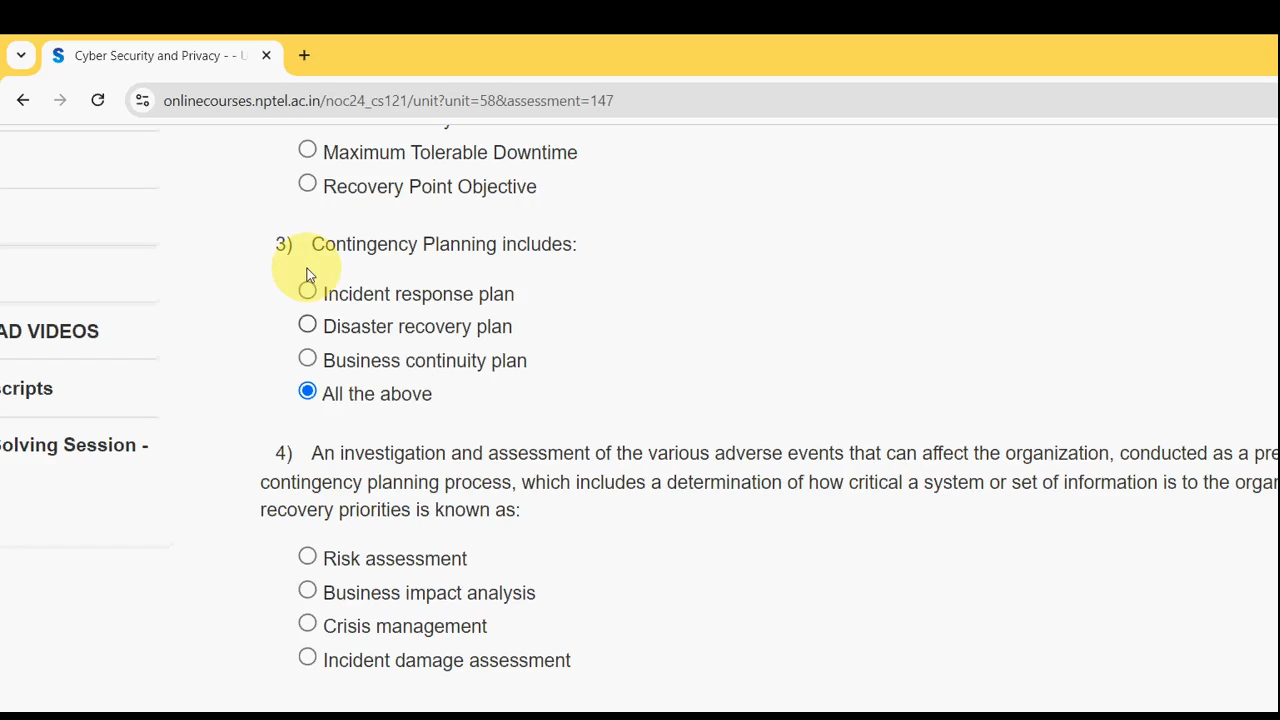 Cyber Security and Privacy - -
onlinecourses.nptel.ac.in/noc24_cs121/unit?unit=58&assessment=147
Maximum Tolerable Downtime
Recovery Point Objective
3) Contingency Planning includes:
Incident response plan
AD VIDEOS
Disaster recovery plan
Business continuity plan
scripts
All the above
Solving Session -
4) An investigation and assessment of the various adverse events that can affect the organization, conducted as a pre
contingency planning process, which includes a determination of how critical a system or set of information is to the orga
recovery priorities is known as:
Risk assessment
Business impact analysis
Crisis management
Incident damage assessment